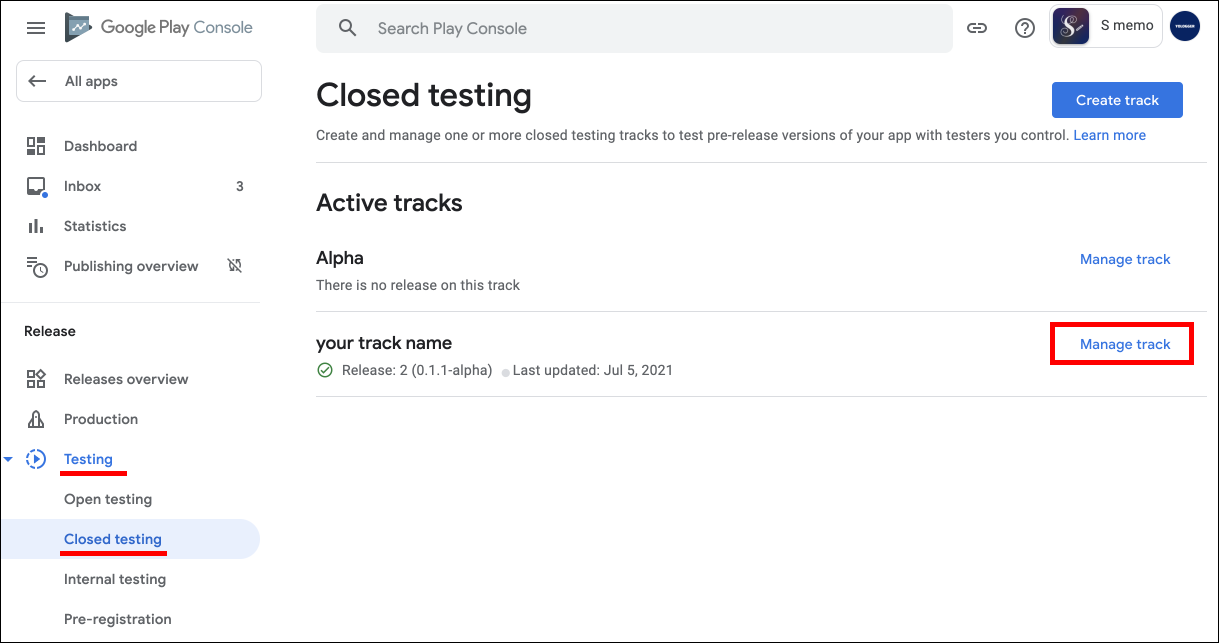 Google Play Console
Search Play Console
S memo
YOLOGGER
All apps
Dashboard
Inbox 3
Statistics
Publishing overview
Release
Releases overview
Production
Testing
Open testing
Closed testing
Internal testing
Pre-registration
Closed testing
Create track
Create and manage one or more closed testing tracks to test pre-release versions of your app with testers you control. Learn more
Active tracks
Alpha
Manage track
There is no release on this track
your track name
Manage track
Release: 2 (0.1.1-alpha) Last updated: Jul 5, 2021